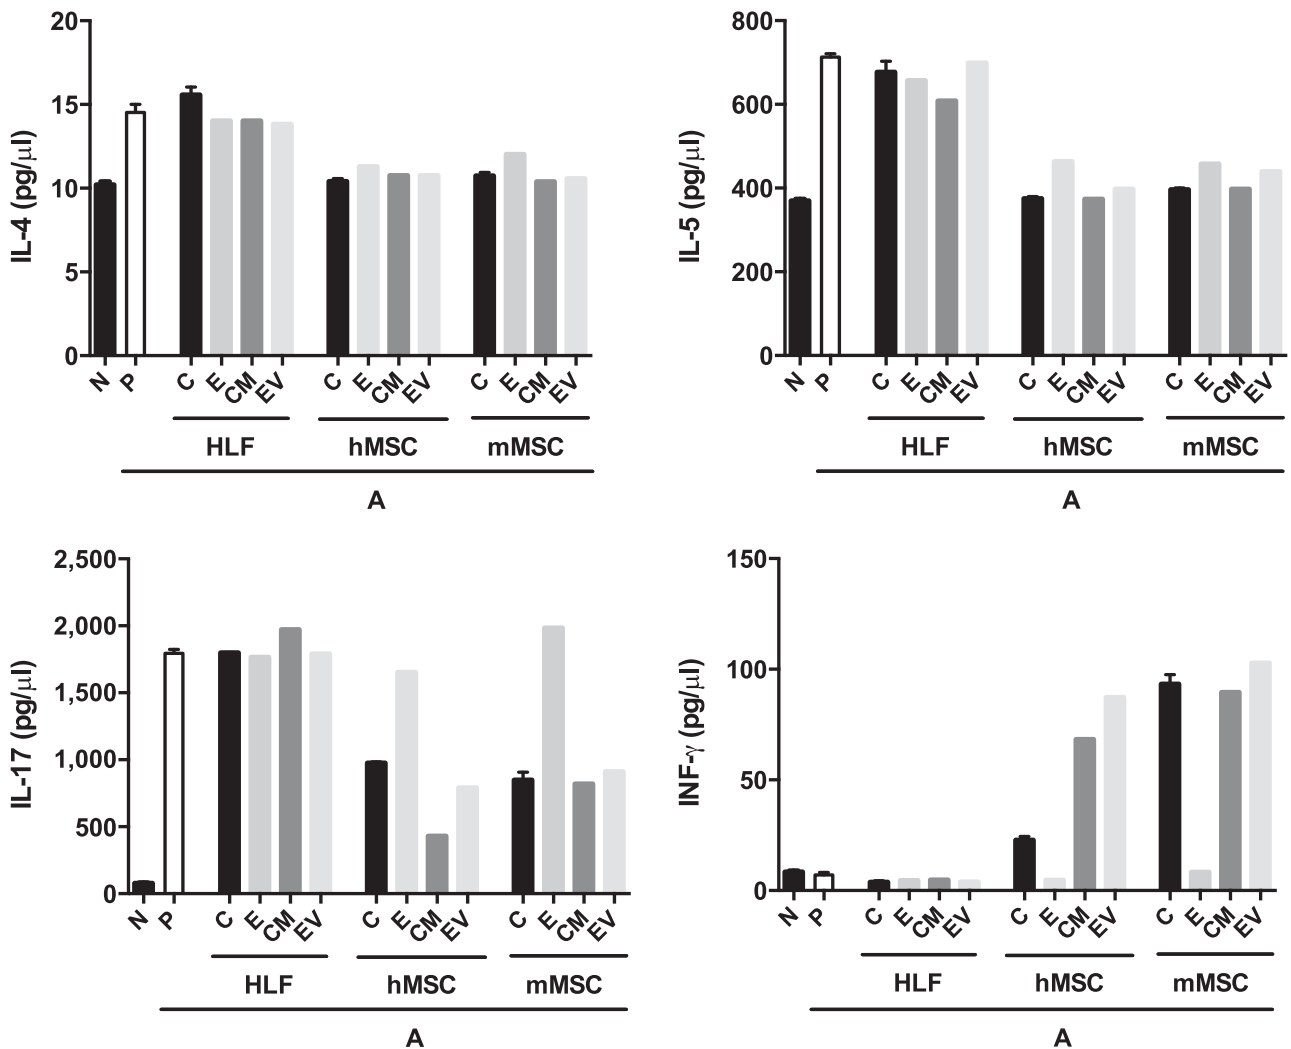 IL-4 (pg/μl)
20
15
10
5
0
N P C E CM EV C E CM EV C E CM EV
HLF hMSC mMSC
A
IL-5 (pg/μl)
800
600
400
200
0
N P C E CM EV C E CM EV C E CM EV
HLF hMSC mMSC
A
IL-17 (pg/μl)
2,500
2,000
1,500
1,000
500
0
N P C E CM EV C E CM EV C E CM EV
HLF hMSC mMSC
A
INF-γ (pg/μl)
150
100
50
0
N P C E CM EV C E CM EV C E CM EV
HLF hMSC mMSC
A